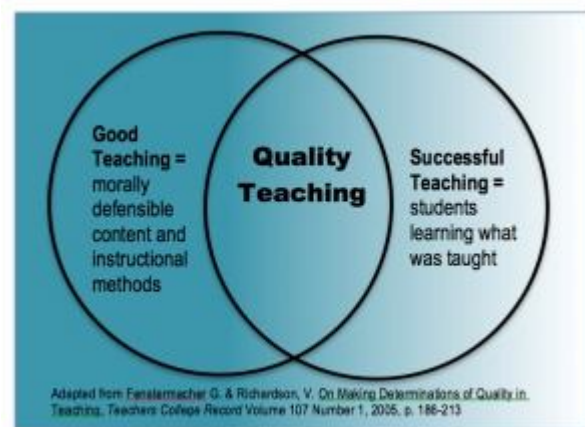 Good
Teaching =
morally
defensible
content and
instructional
methods
Quality
Teaching
Successful
Teaching =
students
learning what
was taught
Adapted from Fenstermacher G. & Richardson, V. On Making Determinations of Quality in
Teaching, Teachers College Record Volume 107 Number 1, 2005, p. 186-213